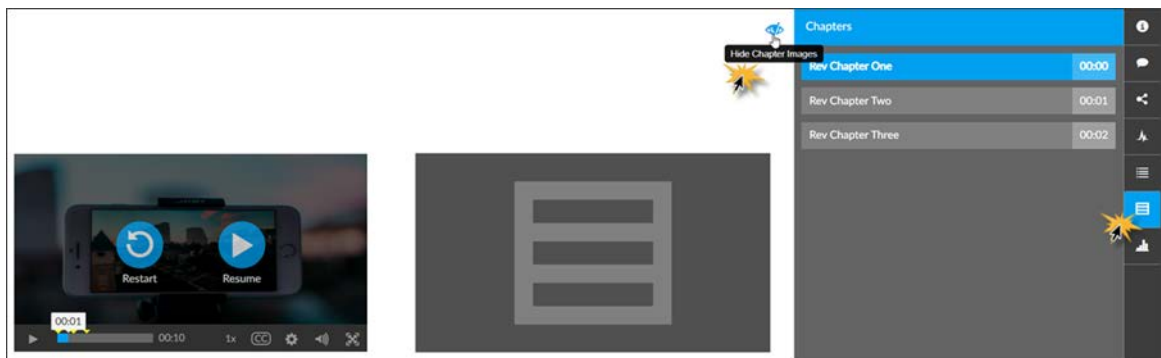 Chapters
Hide Chapter Images
Rev Chapter One 00:00
Rev Chapter Two 00:01
Rev Chapter Three 00:02
Restart Resume
00:01
00:10 1x CC